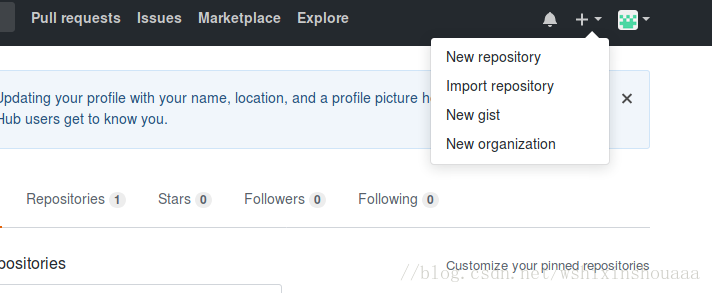 Pull requests Issues Marketplace Explore
New repository
Import repository
New gist
New organization
Updating your profile with your name, location, and a profile picture h
Hub users get to know you.
Repositories 1 Stars 0 Followers 0 Following 0
positories
Customize your pinned repositories
//blog.csdn.net/wshixinshouaaa